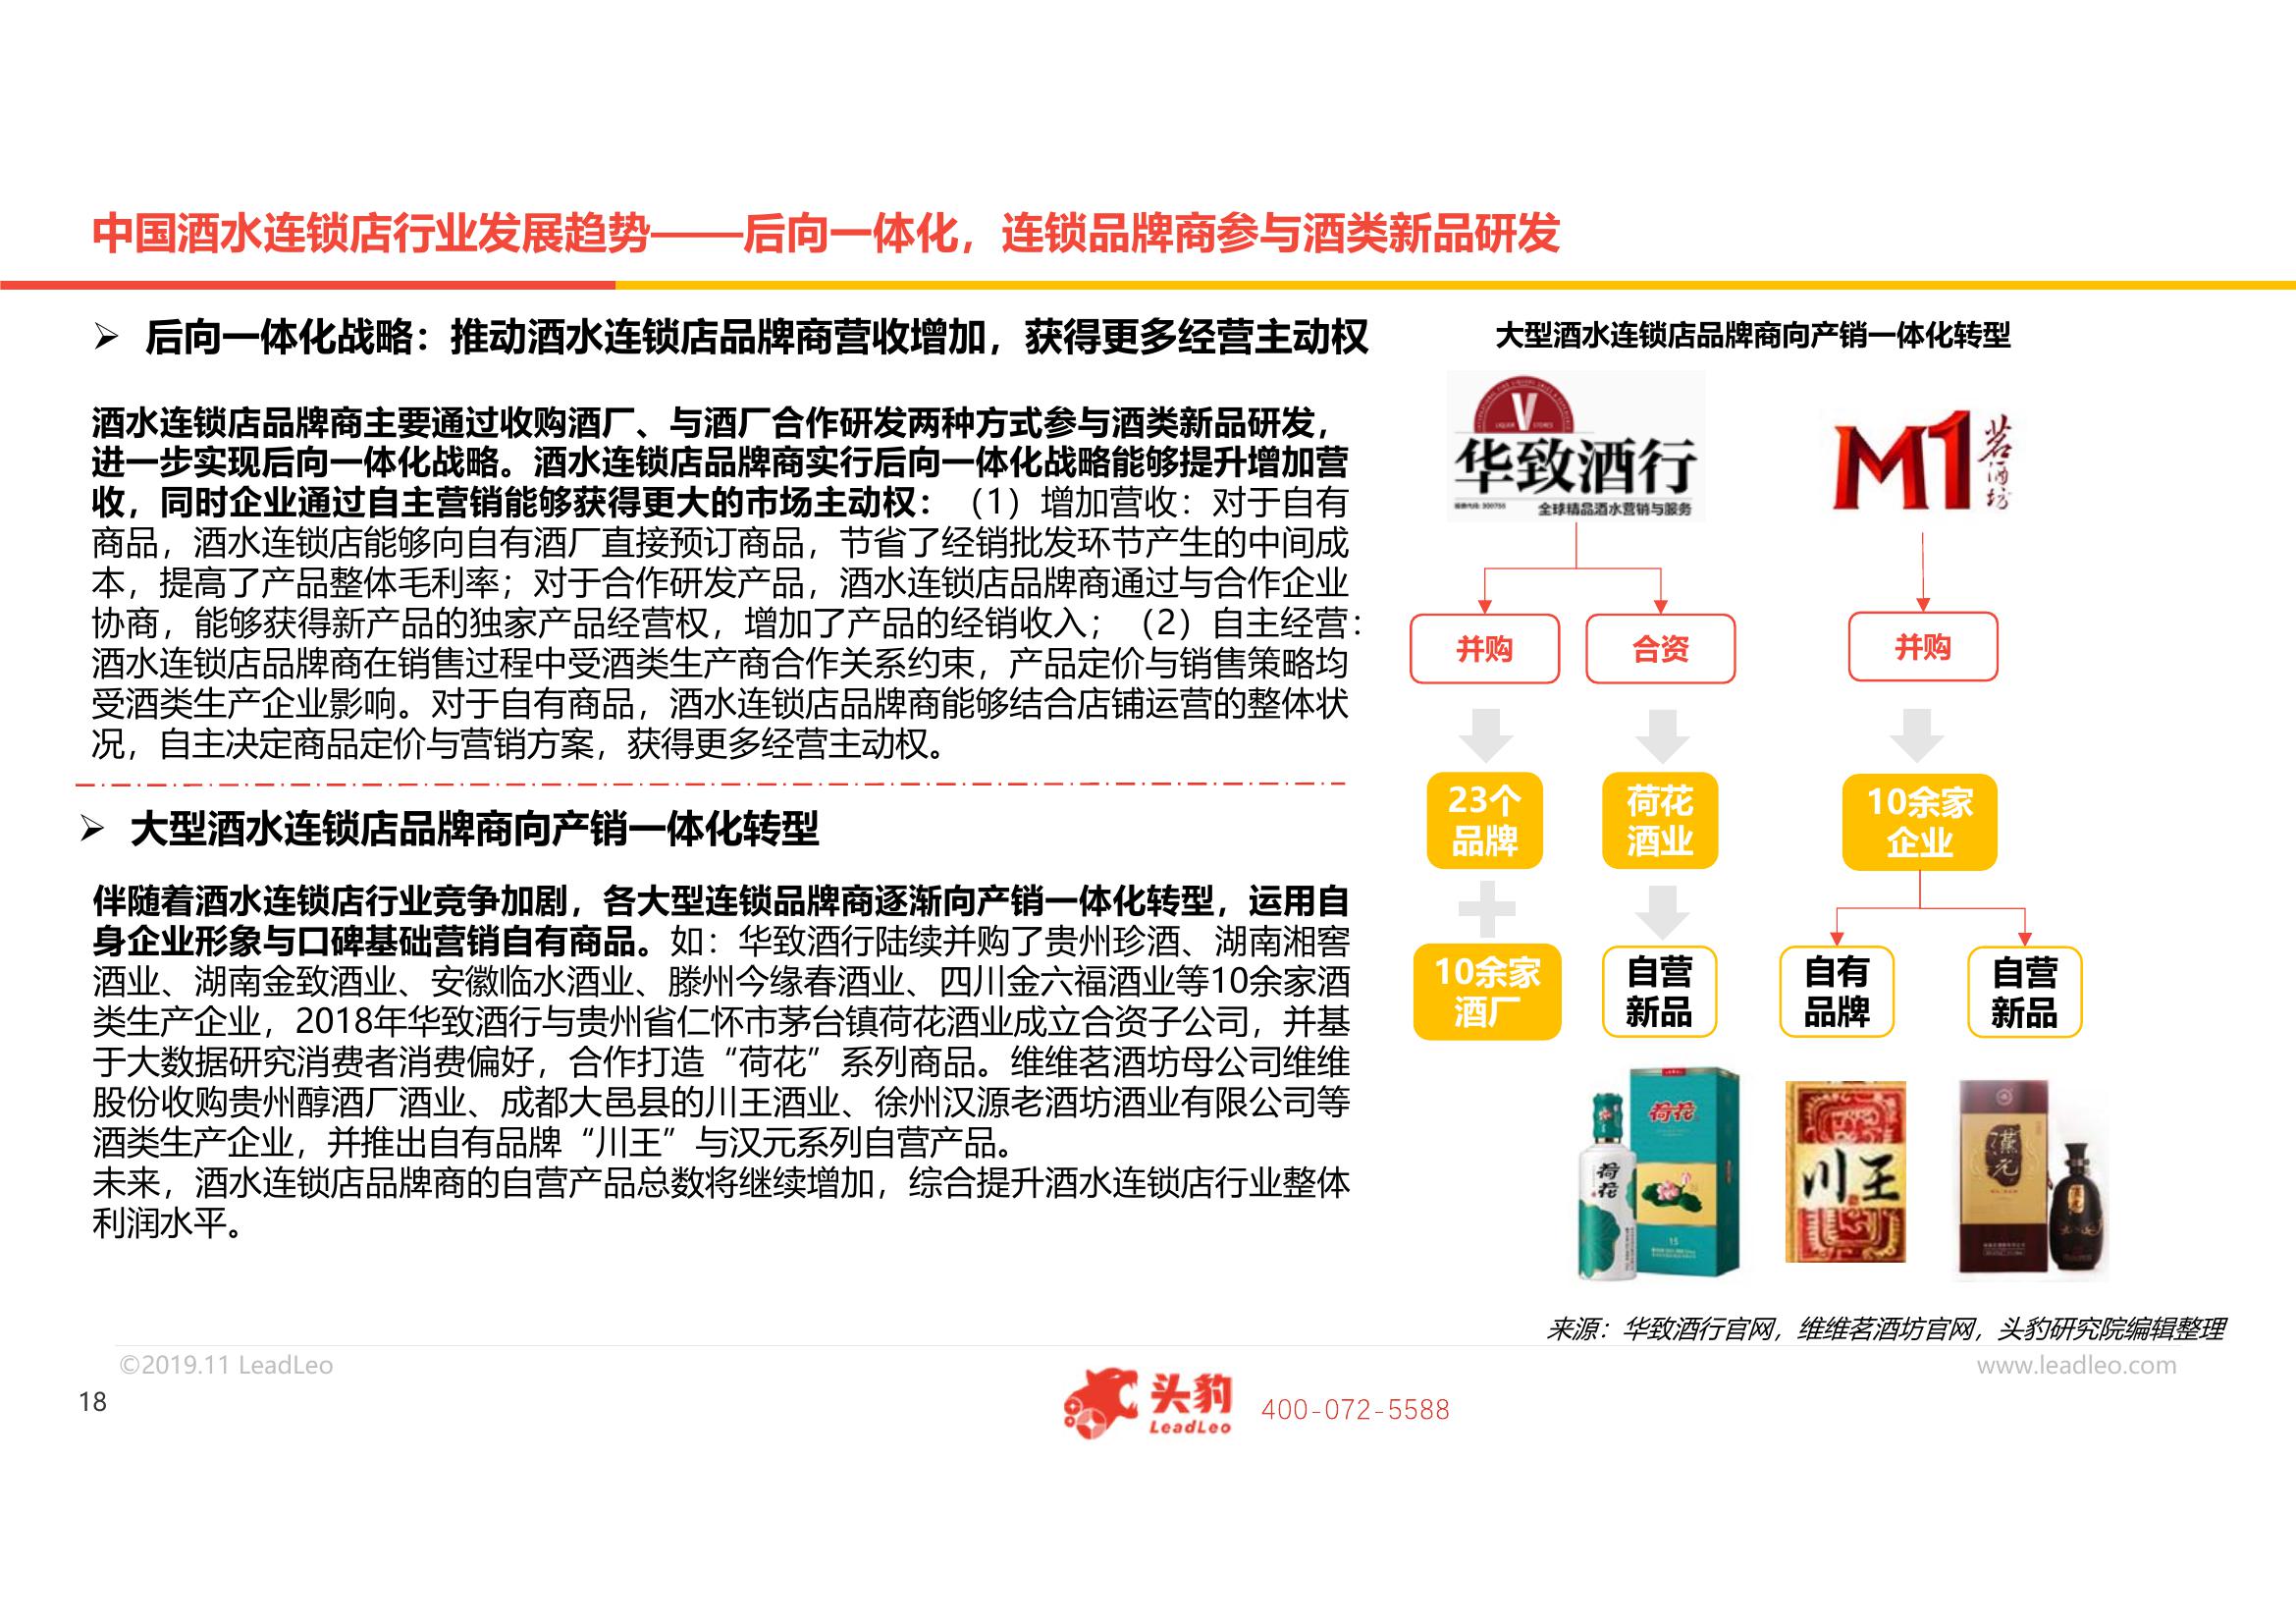 中国酒水连锁店行业发展趋势——后向一体化，连锁品牌商参与酒类新品研发
后向一体化战略：推动酒水连锁店品牌商营收增加，获得更多经营主动权
酒水连锁店品牌商主要通过收购酒厂、与酒厂合作研发两种方式参与酒类新品研发，
进一步实现后向一体化战略。酒水连锁店品牌商实行后向一体化战略能够提升增加营
收，同时企业通过自主营销能够获得更大的市场主动权：（1）增加营收：对于自有
商品，酒水连锁店能够向自有酒厂直接预订商品，节省了经销批发环节产生的中间成
本，提高了产品整体毛利率；对于合作研发产品，酒水连锁店品牌商通过与合作企业
协商，能够获得新产品的独家产品经营权，增加了产品的经销收入；（2）自主经营：
酒水连锁店品牌商在销售过程中受酒类生产商合作关系约束，产品定价与销售策略均
受酒类生产企业影响。对于自有商品，酒水连锁店品牌商能够结合店铺运营的整体状
况，自主决定商品定价与营销方案，获得更多经营主动权。
大型酒水连锁店品牌商向产销一体化转型
伴随着酒水连锁店行业竞争加剧，各大型连锁品牌商逐渐向产销一体化转型，运用自
身企业形象与口碑基础营销自有商品。如：华致酒行陆续并购了贵州珍酒、湖南湘窖
酒业、湖南金致酒业、安徽临水酒业、滕州今缘春酒业、四川金六福酒业等10余家酒
类生产企业，2018年华致酒行与贵州省仁怀市茅台镇荷花酒业成立合资子公司，并基
于大数据研究消费者消费偏好，合作打造“荷花”系列商品。维维茗酒坊母公司维维
股份收购贵州醇酒厂酒业、成都大邑县的川王酒业、徐州汉源老酒坊酒业有限公司等
酒类生产企业，并推出自有品牌“川王”与汉元系列自营产品。
未来，酒水连锁店品牌商的自营产品总数将继续增加，综合提升酒水连锁店行业整体
利润水平。
大型酒水连锁店品牌商向产销一体化转型
V
华致酒行
股票代码: 300755
全球精品酒水营销与服务
M1
茗酒坊
并购
合资
并购
23个
品牌
荷花
酒业
10余家
企业
10余家
酒厂
自营
新品
自有
品牌
自营
新品
荷花
荷花
15
川王
漢元
来源：华致酒行官网，维维茗酒坊官网，头豹研究院编辑整理
©2019.11 LeadLeo
www.leadleo.com
18
头豹
LeadLeo
400-072-5588